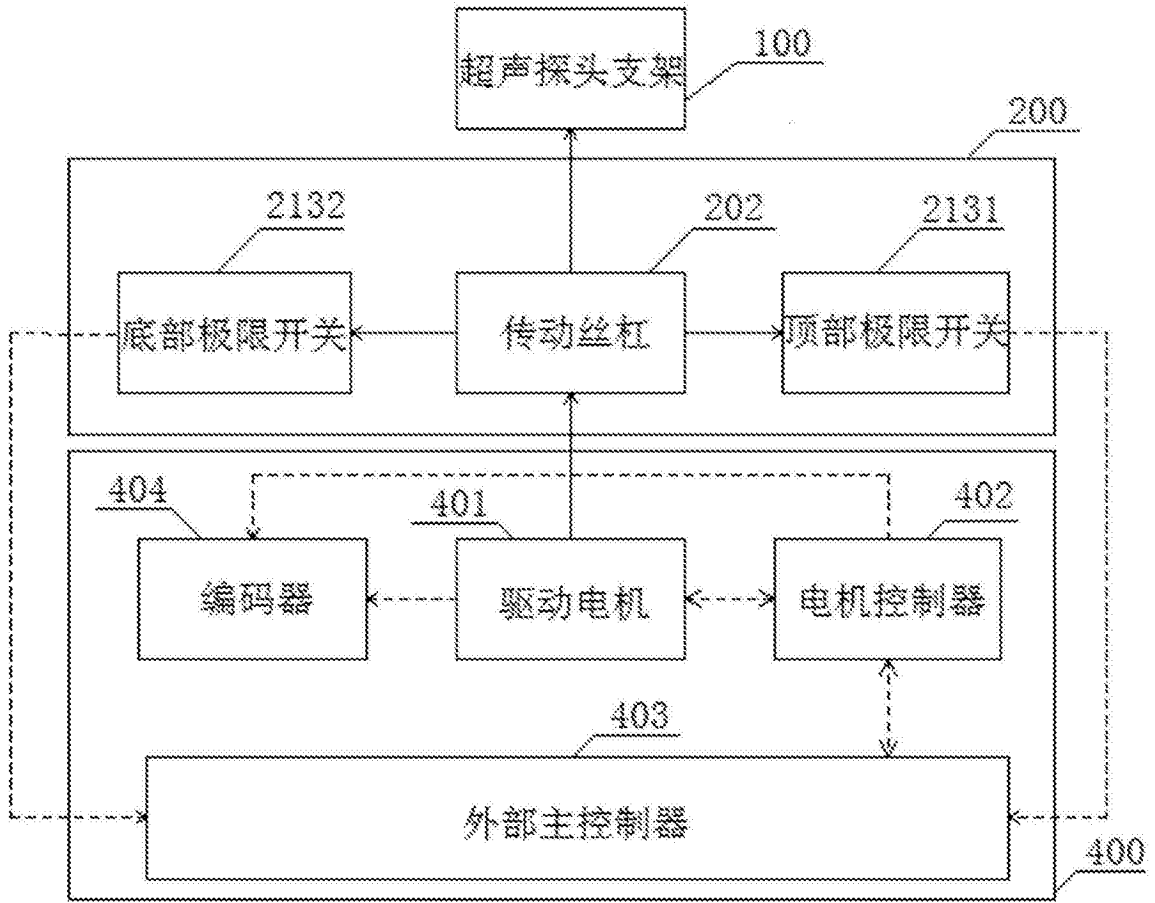 超声探头支架
100
200
2132
202
2131
底部极限开关
传动丝杠
顶部极限开关
404
401
402
编码器
驱动电机
电机控制器
403
外部主控制器
400